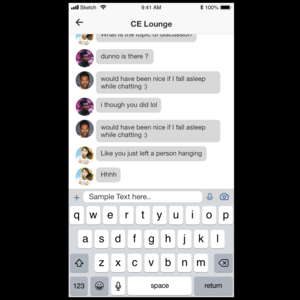 Sketch 9:41 AM 100%
CE Lounge
What is the topic of discussion
dunno is there ?
would have been nice if I fall asleep
while chatting :)
i though you did lol
would have been nice if I fall asleep
while chatting :)
Like you just left a person hanging
Hhhh
+ Sample Text here..
q w e r t y u i o p
a s d f g h j k l
z x c v b n m
123 space return